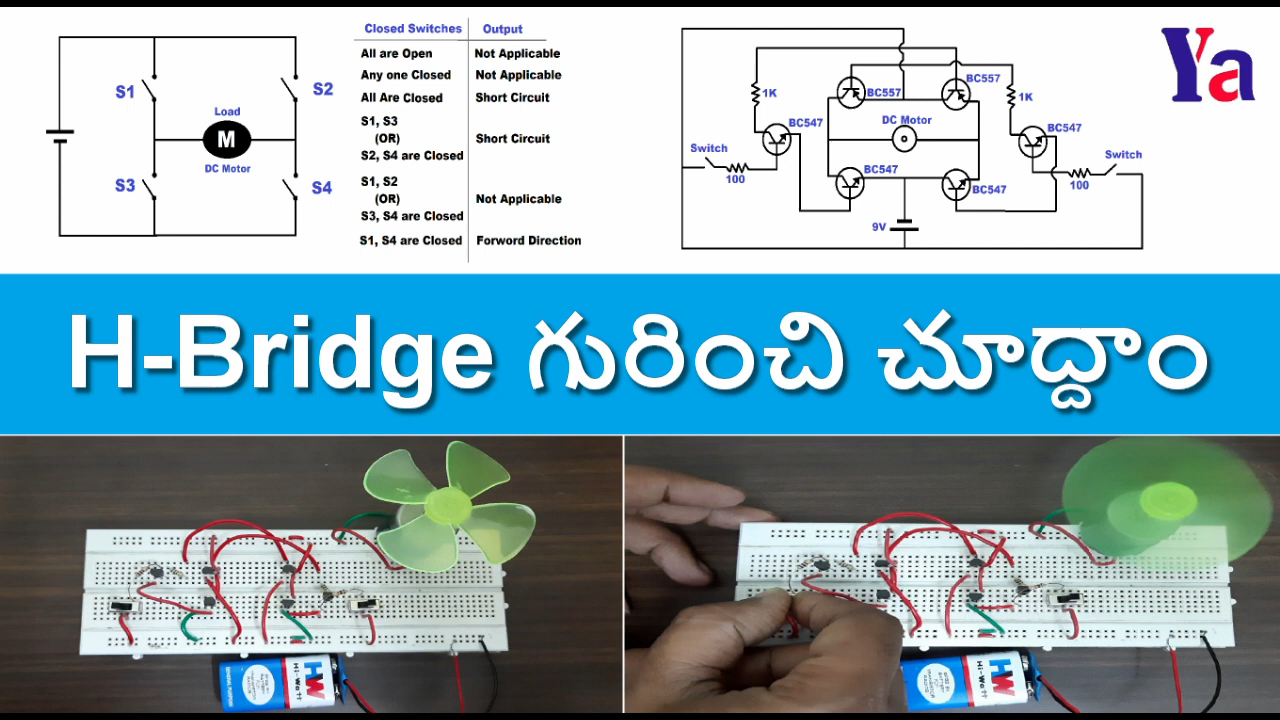 Closed Switches Output
All are Open Not Applicable
Any one Closed Not Applicable
All Are Closed Short Circuit
S1, S3
(OR) Short Circuit
S2, S4 are Closed
S1, S2
(OR) Not Applicable
S3, S4 are Closed
S1, S4 are Closed Forword Direction
S1
S2
Load
M
DC Motor
S3
S4
BC557
BC557
1K
1K
BC547
DC Motor
BC547
Switch
Switch
100
BC547
BC547
100
9V
Ya
H-Bridge గురించి చూద్దాం
HW
Hi-Watt
HW
Hi-Watt